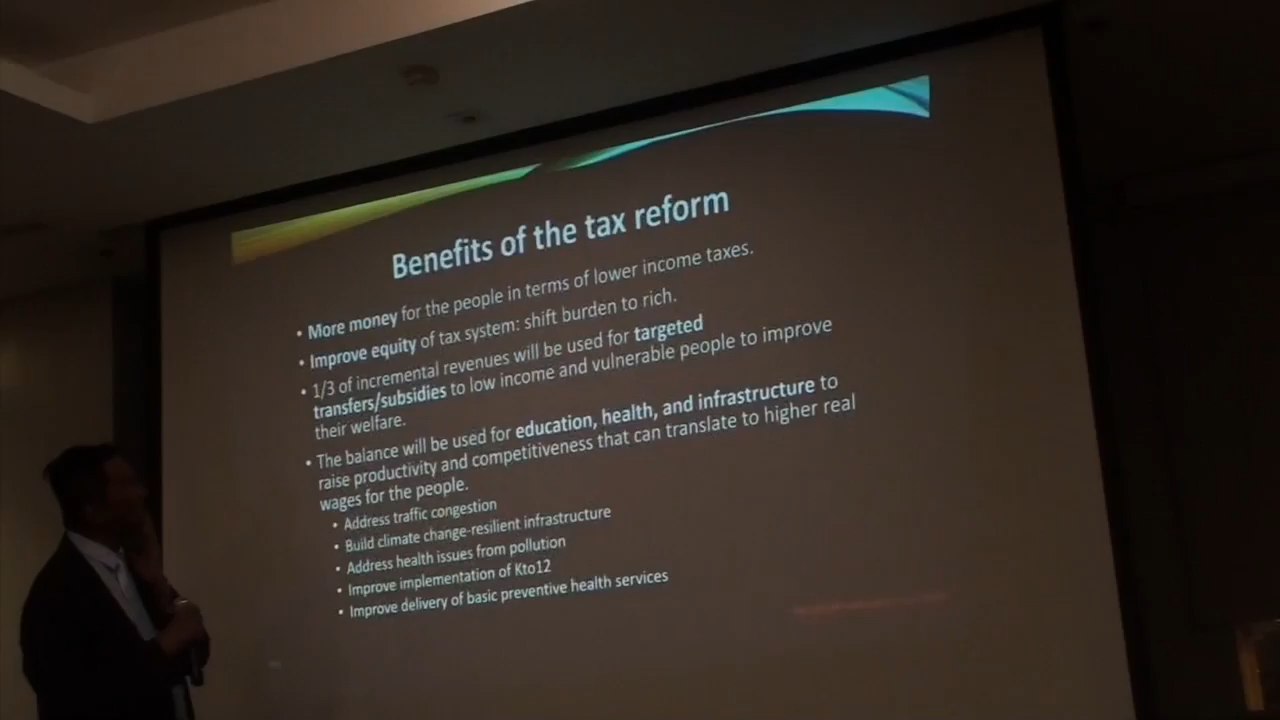 Benefits of the tax reform
• More money for the people in terms of lower income taxes.
• Improve equity of tax system: shift burden to rich.
• 1/3 of incremental revenues will be used for targeted
transfers/subsidies to low income and vulnerable people to improve
their welfare.
• The balance will be used for education, health, and infrastructure to
raise productivity and competitiveness that can translate to higher real
wages for the people.
• Address traffic congestion
• Build climate change-resilient infrastructure
• Address health issues from pollution
• Improve implementation of Kto12
• Improve delivery of basic preventive health services